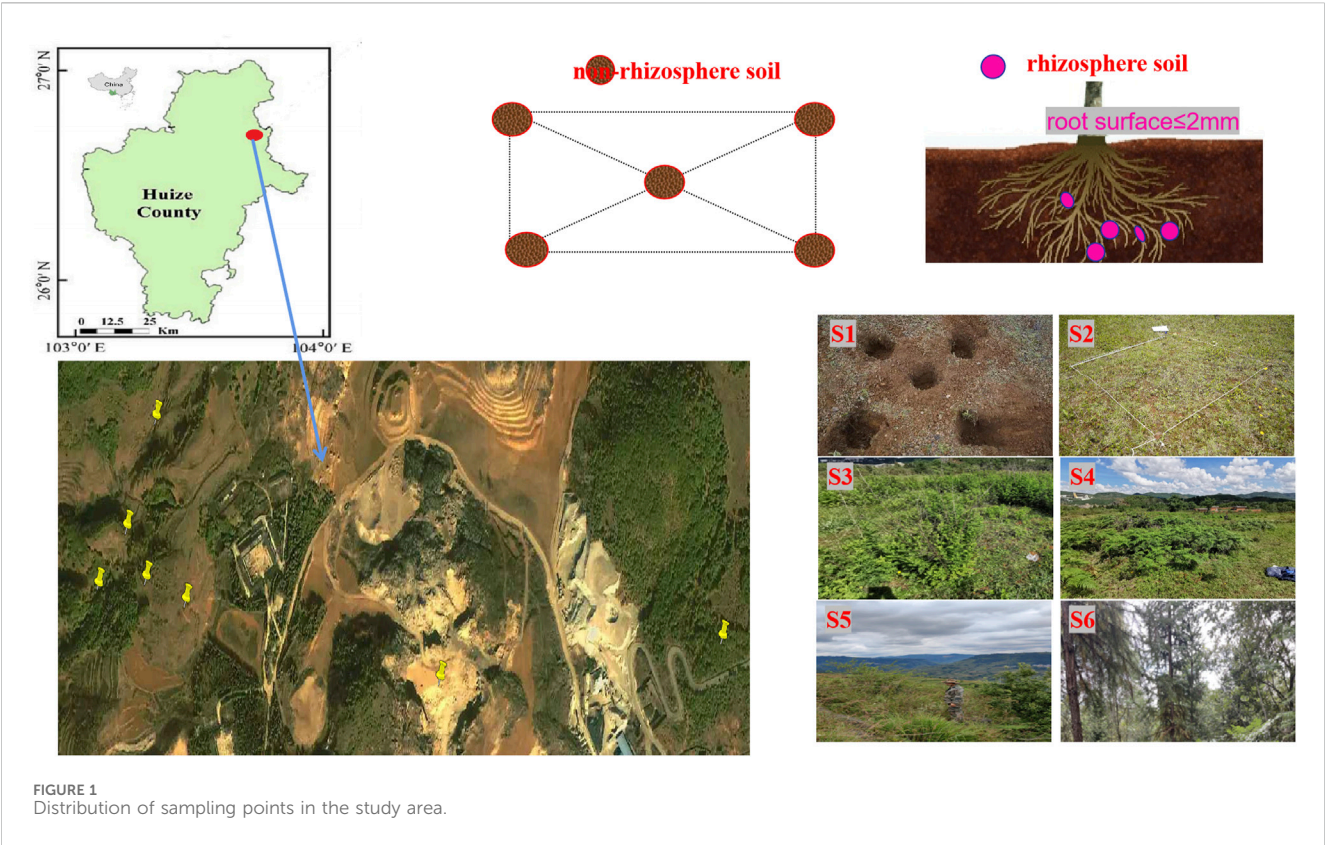 27°0′ N
26°0′ N
China
Huize
County
0 12.5 25
Km
103°0′ E
104°0′ E
non-rhizosphere soil
rhizosphere soil
root surface≤2mm
S1
S2
S3
S4
S5
S6
FIGURE 1
Distribution of sampling points in the study area.